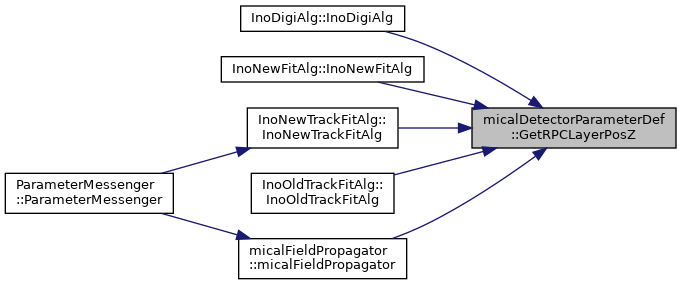 InoDigiAlg::InoDigiAlg
InoNewFitAlg::InoNewFitAlg
InoNewTrackFitAlg::
InoNewTrackFitAlg
InoOldTrackFitAlg::
InoOldTrackFitAlg
micalFieldPropagator
::micalFieldPropagator
ParameterMessenger
::ParameterMessenger
micalDetectorParameterDef
::GetRPCLayerPosZ